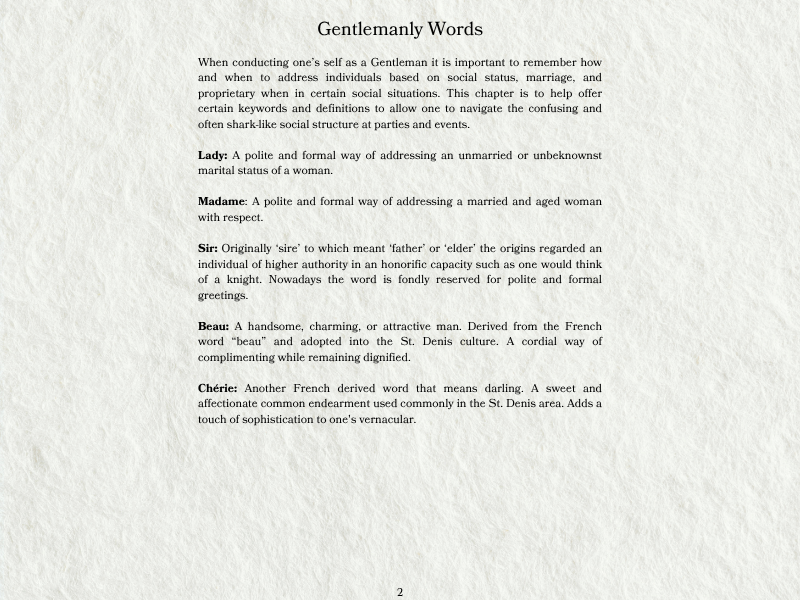 Gentlemanly Words
When conducting one’s self as a Gentleman it is important to remember how
and when to address individuals based on social status, marriage, and
proprietary when in certain social situations. This chapter is to help offer
certain keywords and definitions to allow one to navigate the confusing and
often shark-like social structure at parties and events.
Lady: A polite and formal way of addressing an unmarried or unbeknownst
marital status of a woman.
Madame: A polite and formal way of addressing a married and aged woman
with respect.
Sir: Originally ‘sire’ to which meant ‘father’ or ‘elder’ the origins regarded an
individual of higher authority in an honorific capacity such as one would think
of a knight. Nowadays the word is fondly reserved for polite and formal
greetings.
Beau: A handsome, charming, or attractive man. Derived from the French
word “beau” and adopted into the St. Denis culture. A cordial way of
complimenting while remaining dignified.
Chérie: Another French derived word that means darling. A sweet and
affectionate common endearment used commonly in the St. Denis area. Adds a
touch of sophistication to one’s vernacular.
2